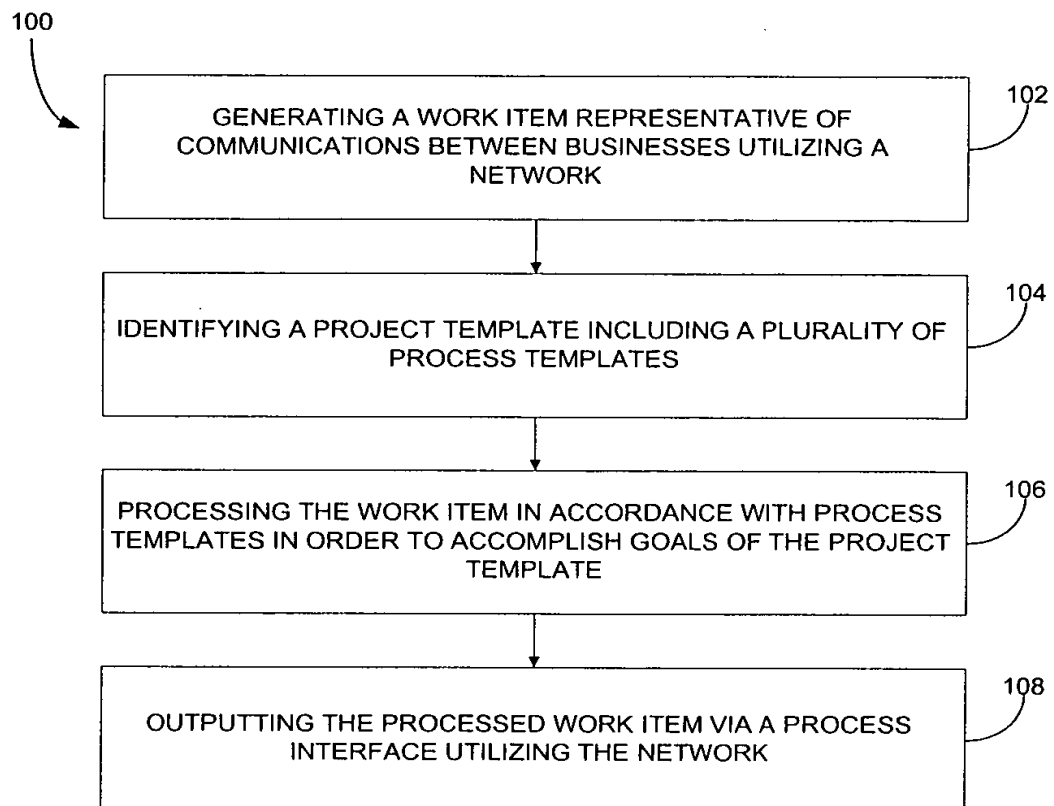 100
102
GENERATING A WORK ITEM REPRESENTATIVE OF
COMMUNICATIONS BETWEEN BUSINESSES UTILIZING A
NETWORK
104
IDENTIFYING A PROJECT TEMPLATE INCLUDING A PLURALITY OF
PROCESS TEMPLATES
106
PROCESSING THE WORK ITEM IN ACCORDANCE WITH PROCESS
TEMPLATES IN ORDER TO ACCOMPLISH GOALS OF THE PROJECT
TEMPLATE
108
OUTPUTTING THE PROCESSED WORK ITEM VIA A PROCESS
INTERFACE UTILIZING THE NETWORK